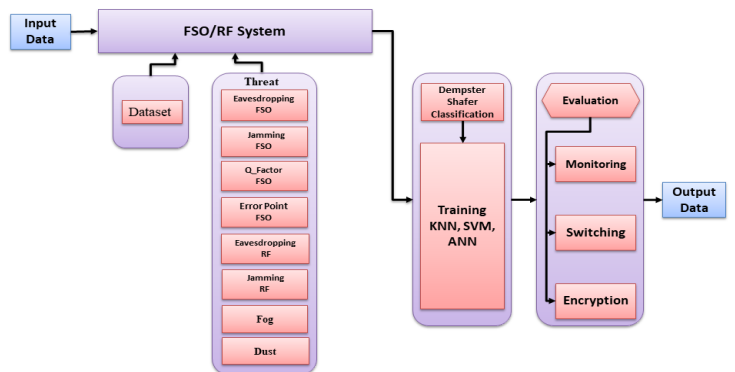 Input
Data
FSO/RF System
Dataset
Threat
Eavesdropping
FSO
Jamming
FSO
Q_Factor
FSO
Error Point
FSO
Eavesdropping
RF
Jamming
RF
Fog
Dust
Dempster
Shafer
Classification
Training
KNN, SVM,
ANN
Evaluation
Monitoring
Switching
Encryption
Output
Data